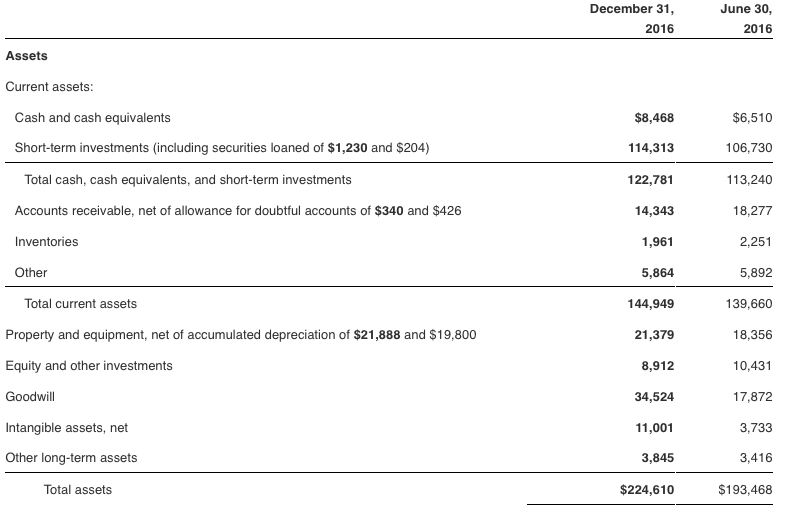 December 31, June 30,
2016 2016
Assets
Current assets:
Cash and cash equivalents $8,468 $6,510
Short-term investments (including securities loaned of $1,230 and $204) 114,313 106,730
Total cash, cash equivalents, and short-term investments 122,781 113,240
Accounts receivable, net of allowance for doubtful accounts of $340 and $426 14,343 18,277
Inventories 1,961 2,251
Other 5,864 5,892
Total current assets 144,949 139,660
Property and equipment, net of accumulated depreciation of $21,888 and $19,800 21,379 18,356
Equity and other investments 8,912 10,431
Goodwill 34,524 17,872
Intangible assets, net 11,001 3,733
Other long-term assets 3,845 3,416
Total assets $224,610 $193,468